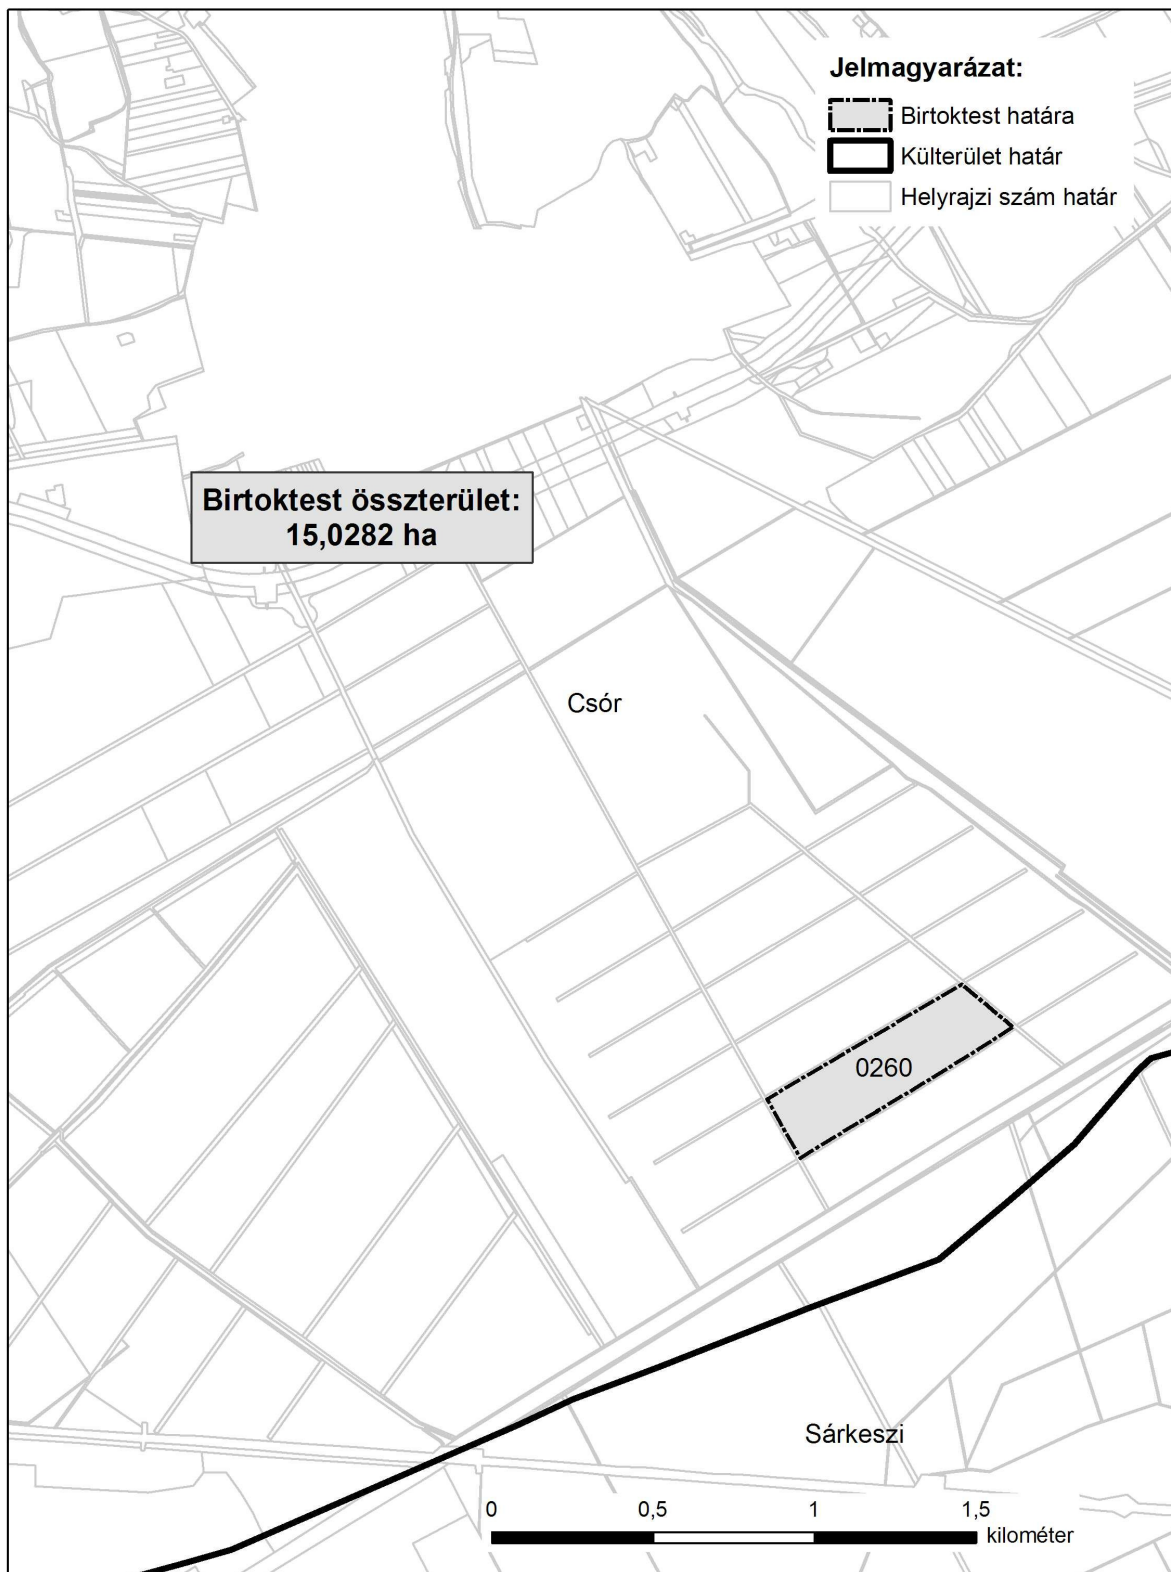 Jelmagyarázat:
Birtoktest határa
Külterület határ
Helyrajzi szám határ
Birtoktest összterület:
15,0282 ha
Csór
0260
Sárkeszi
0 0,5 1 1,5
kilométer